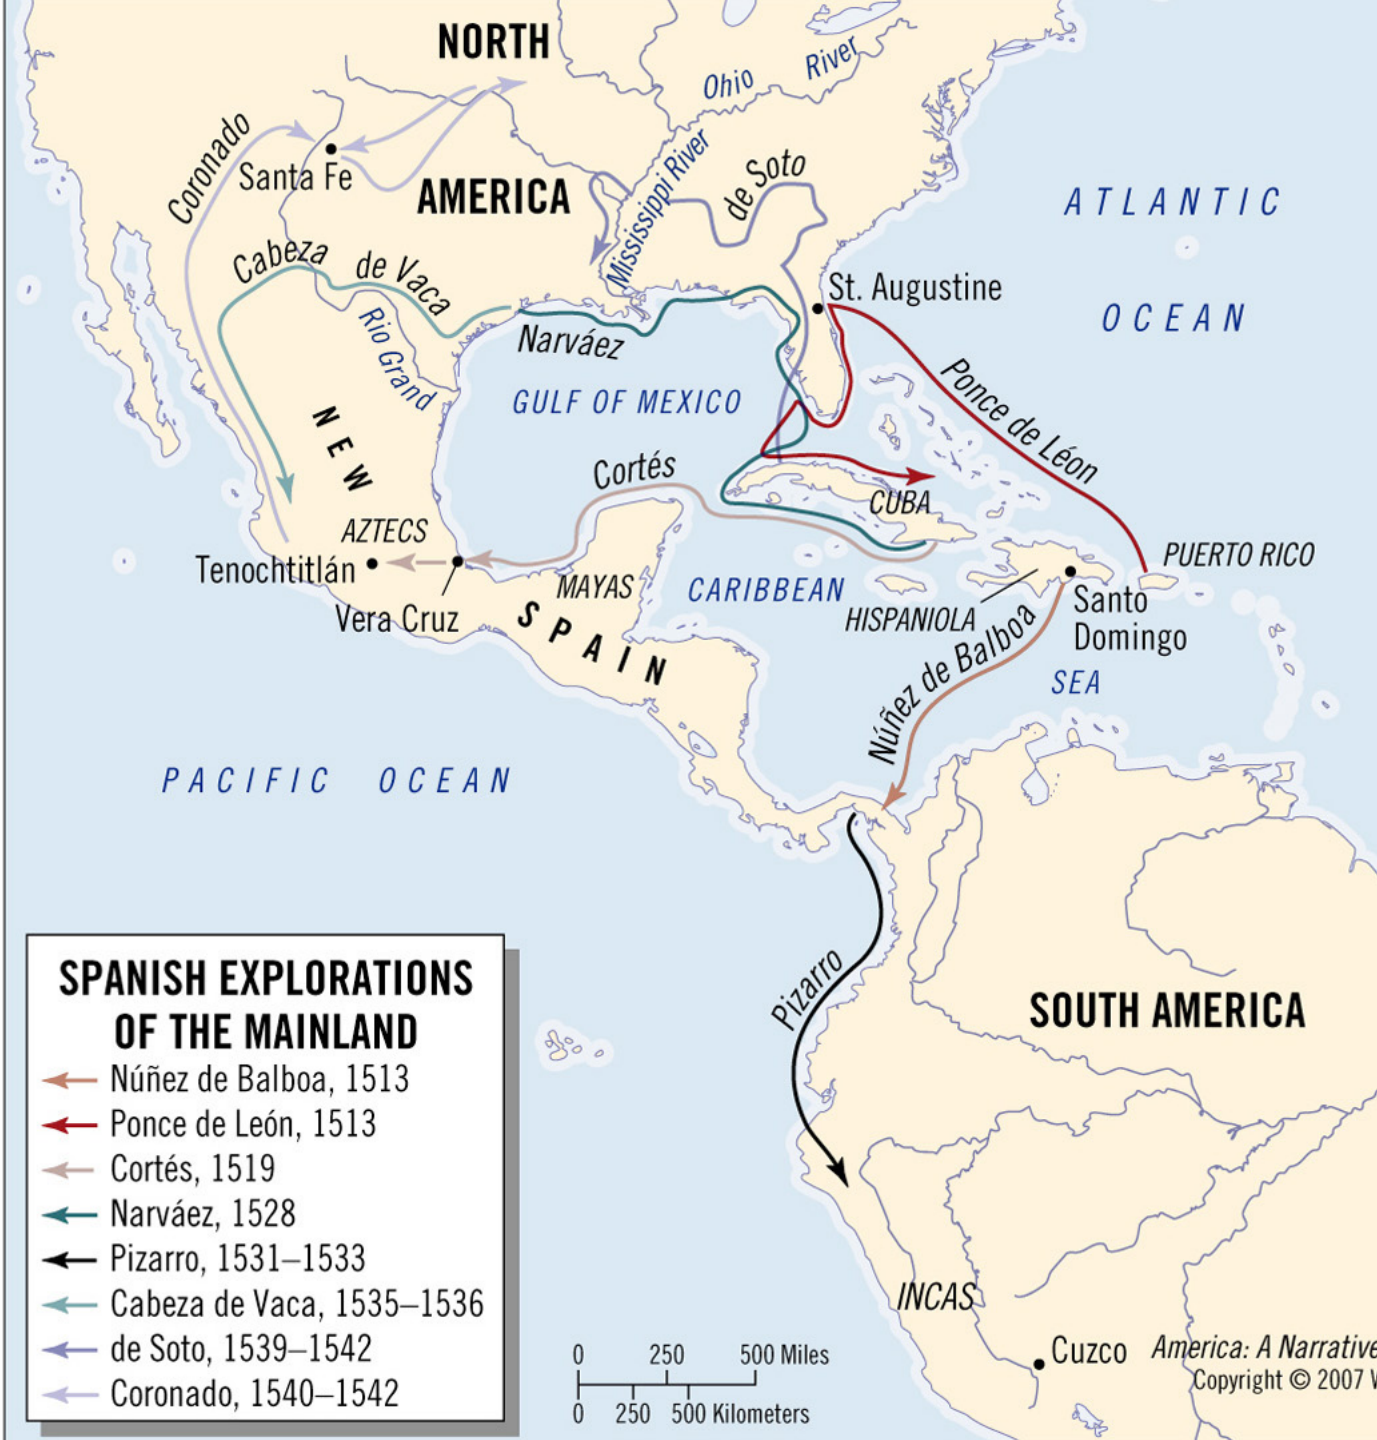 NORTH
AMERICA
Ohio
River
Mississippi River
Coronado
Santa Fe
de Soto
ATLANTIC
OCEAN
Cabeza
de Vaca
St. Augustine
Rio Grand
Narváez
GULF OF MEXICO
Ponce de Léon
NEW
SPAIN
Cortés
CUBA
AZTECS
Tenochtitlán
Vera Cruz
MAYAS
CARIBBEAN
SEA
HISPANIOLA
PUERTO RICO
Santo
Domingo
Núñez de Balboa
PACIFIC OCEAN
Pizarro
SOUTH AMERICA
INCAS
Cuzco
SPANISH EXPLORATIONS
OF THE MAINLAND
Núñez de Balboa, 1513
Ponce de León, 1513
Cortés, 1519
Narváez, 1528
Pizarro, 1531–1533
Cabeza de Vaca, 1535–1536
de Soto, 1539–1542
Coronado, 1540–1542
0 250 500 Miles
0 250 500 Kilometers
America: A Narrative
Copyright © 2007